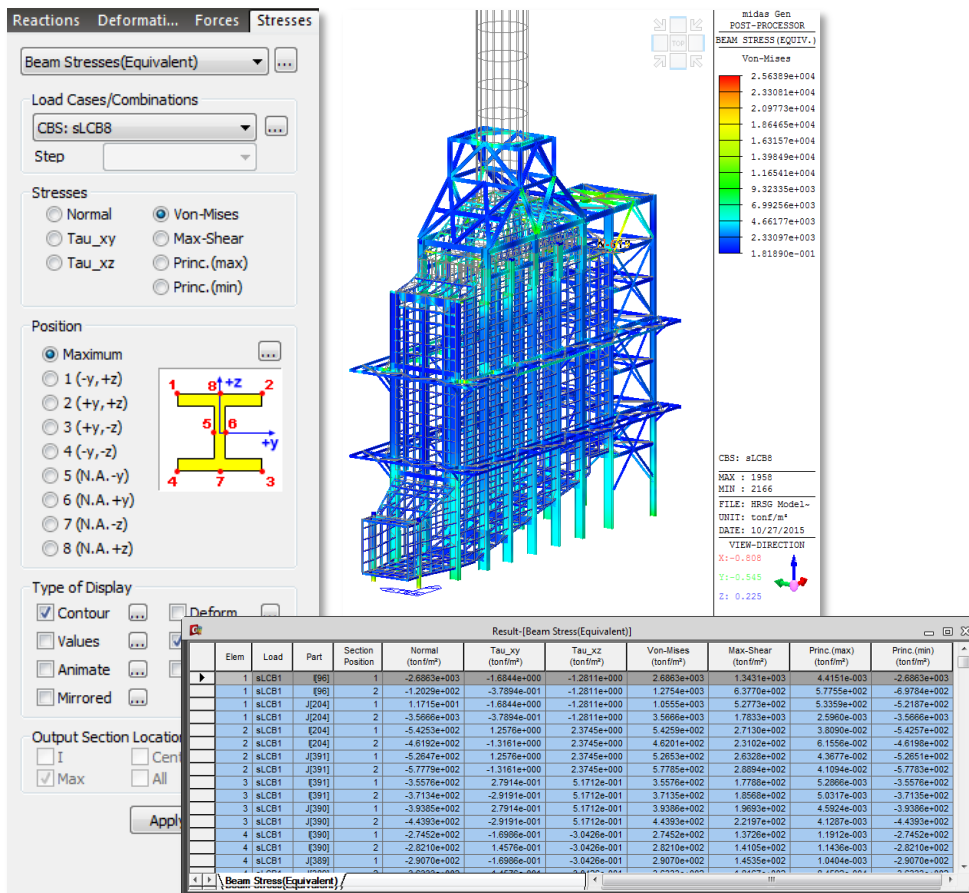 Reactions Deformati... Forces Stresses
Beam Stresses(Equivalent) ...
Load Cases/Combinations
CBS: sLCB8 ...
Step
Stresses
Normal Von-Mises
Tau_xy Max-Shear
Tau_xz Princ.(max)
Princ.(min)
Position
Maximum ...
1 (-y,+z)
2 (+y,+z)
3 (+y,-z)
4 (-y,-z)
5 (N.A.-y)
6 (N.A.+y)
7 (N.A.-z)
8 (N.A.+z)
1 8 +z 2
5 6 +y
4 7 3
Type of Display
Contour ... Deform ...
Values ...
Animate ...
Mirrored ...
Output Section Location
I Cent
Max All
Apply
TOP
midas Gen
POST-PROCESSOR
BEAM STRESS(EQUIV.)
Von-Mises
2.56389e+004
2.33081e+004
2.09773e+004
1.86465e+004
1.63157e+004
1.39849e+004
1.16541e+004
9.32335e+003
6.99256e+003
4.66177e+003
2.33097e+003
1.81890e-001
CBS: sLCB8
MAX : 1958
MIN : 2166
FILE: HRSG Model~
UNIT: tonf/m²
DATE: 10/27/2015
VIEW-DIRECTION
X:-0.808
Y:-0.545
Z: 0.225
Result-[Beam Stress(Equivalent)]
Elem Load Part Section Position Normal (tonf/m²) Tau_xy (tonf/m²) Tau_xz (tonf/m²) Von-Mises (tonf/m²) Max-Shear (tonf/m²) Princ.(max) (tonf/m²) Princ.(min) (tonf/m²)
1 sLCB1 I[96] 1 -2.6863e+003 -1.6844e+000 -1.2811e+000 2.6863e+003 1.3431e+003 4.4151e-003 -2.6863e+003
1 sLCB1 I[96] 2 -1.2029e+002 -3.7894e-001 -1.2811e+000 1.2754e+003 6.3770e+002 5.7755e+002 -6.9784e+002
1 sLCB1 J[204] 1 1.1715e+001 -1.6844e+000 -1.2811e+000 1.0555e+003 5.2773e+002 5.3359e+002 -5.2187e+002
1 sLCB1 J[204] 2 -3.5666e+003 -3.7894e-001 -1.2811e+000 3.5666e+003 1.7833e+003 2.5960e-003 -3.5666e+003
2 sLCB1 I[204] 1 -5.4253e+002 1.2576e+000 2.3745e+000 5.4259e+002 2.7130e+002 3.8090e-002 -5.4257e+002
2 sLCB1 I[204] 2 -4.6192e+002 -1.3161e+000 2.3745e+000 4.6201e+002 2.3102e+002 6.1556e-002 -4.6198e+002
2 sLCB1 J[391] 1 -5.2647e+002 1.2576e+000 2.3745e+000 5.2653e+002 2.6328e+002 4.3677e-002 -5.2651e+002
2 sLCB1 J[391] 2 -5.7779e+002 -1.3161e+000 2.3745e+000 5.7785e+002 2.8894e+002 4.1094e-002 -5.7783e+002
3 sLCB1 I[391] 1 -3.5576e+002 2.7914e-001 5.1712e-001 3.5576e+002 1.7788e+002 5.2866e-003 -3.5576e+002
3 sLCB1 I[391] 2 -3.7134e+002 -2.9191e-001 5.1712e-001 3.7135e+002 1.8568e+002 5.0317e-003 -3.7135e+002
3 sLCB1 J[390] 1 -3.9385e+002 2.7914e-001 5.1712e-001 3.9386e+002 1.9693e+002 4.5924e-003 -3.9386e+002
3 sLCB1 J[390] 2 -4.4393e+002 -2.9191e-001 5.1712e-001 4.4393e+002 2.2197e+002 4.1287e-003 -4.4393e+002
4 sLCB1 I[390] 1 -2.7452e+002 -1.6986e-001 -3.0426e-001 2.7452e+002 1.3726e+002 1.1912e-003 -2.7452e+002
4 sLCB1 I[390] 2 -2.8210e+002 1.4576e-001 -3.0426e-001 2.8210e+002 1.4105e+002 1.1436e-003 -2.8210e+002
4 sLCB1 J[389] 1 -2.9070e+002 -1.6986e-001 -3.0426e-001 2.9070e+002 1.4535e+002 1.0404e-003 -2.9070e+002
Beam Stress(Equivalent)